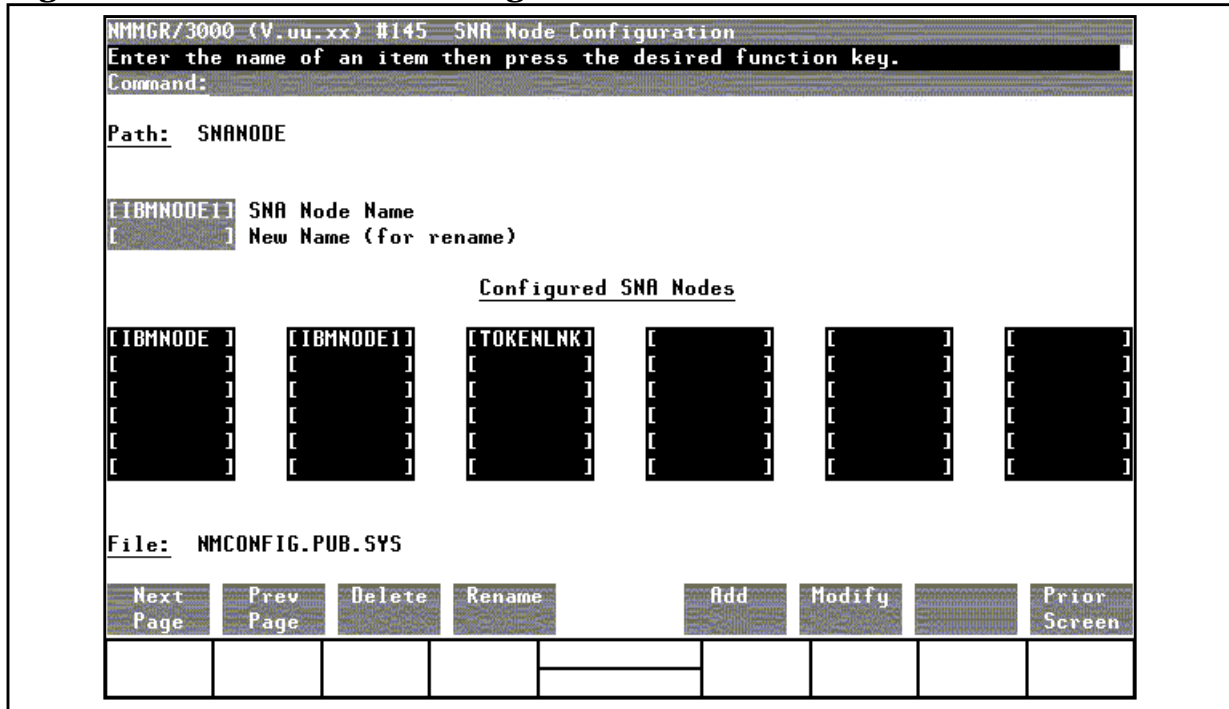 NMMGR/3000 (V.uu.xx) #145  SNA Node Configuration
Enter the name of an item then press the desired function key.
Command:
Path:  SNANODE
[IBMNODE1] SNA Node Name
[        ] New Name (for rename)
Configured SNA Nodes
[IBMNODE ] [IBMNODE1] [TOKENLNK] [        ] [        ] [        ]
[        ] [        ] [        ] [        ] [        ] [        ]
[        ] [        ] [        ] [        ] [        ] [        ]
[        ] [        ] [        ] [        ] [        ] [        ]
[        ] [        ] [        ] [        ] [        ] [        ]
[        ] [        ] [        ] [        ] [        ] [        ]
File:  NMCONFIG.PUB.SYS
Next Prev Delete Rename Add Modify Prior
Page Page Screen